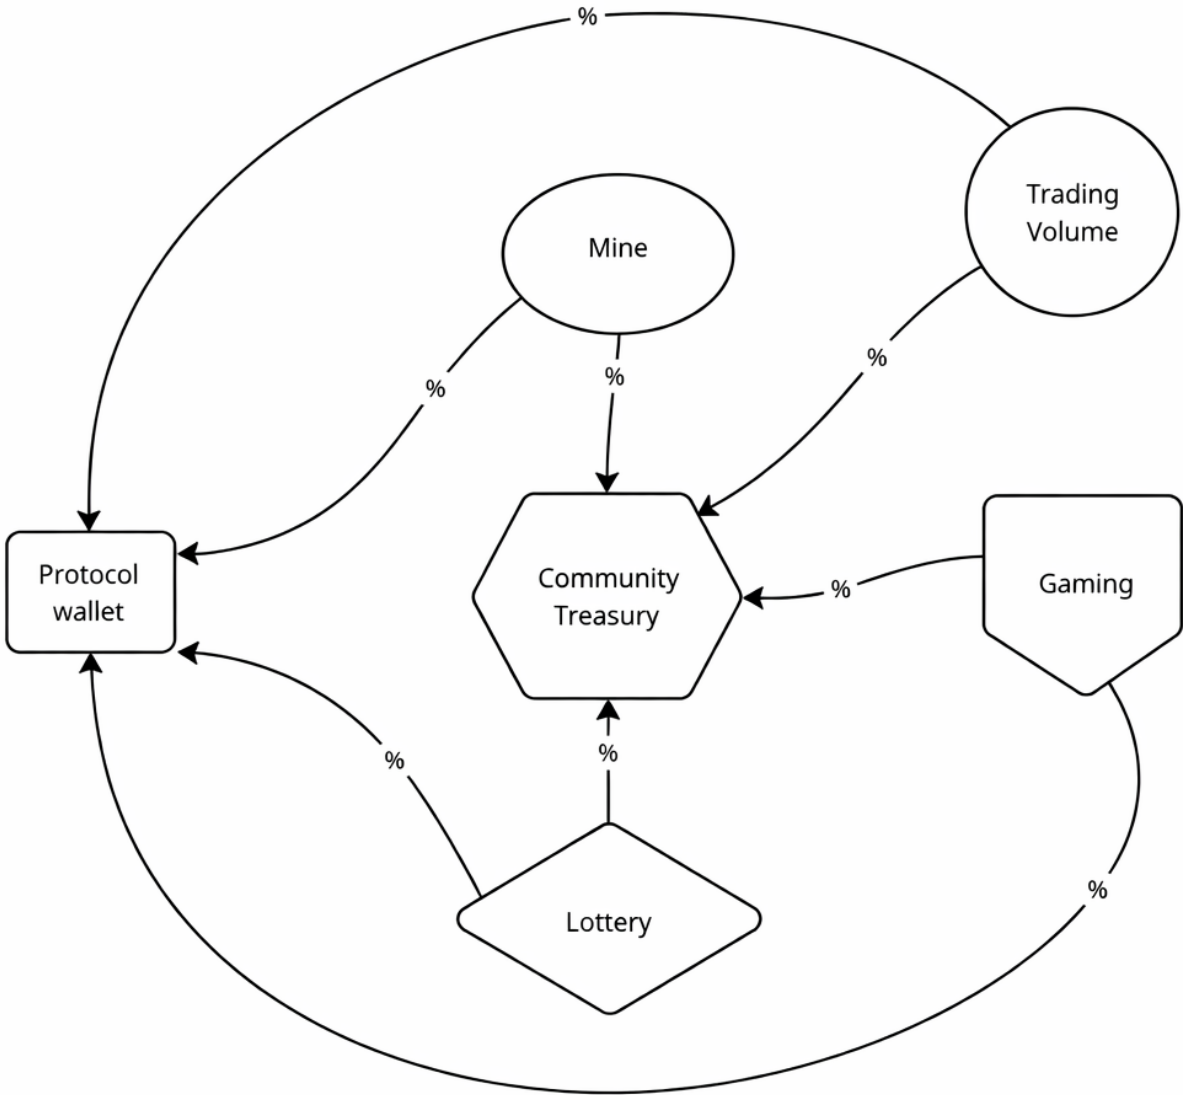 %
Trading
Volume
Mine
%
%
%
Protocol
wallet
Community
Treasury
%
Gaming
%
%
Lottery
%